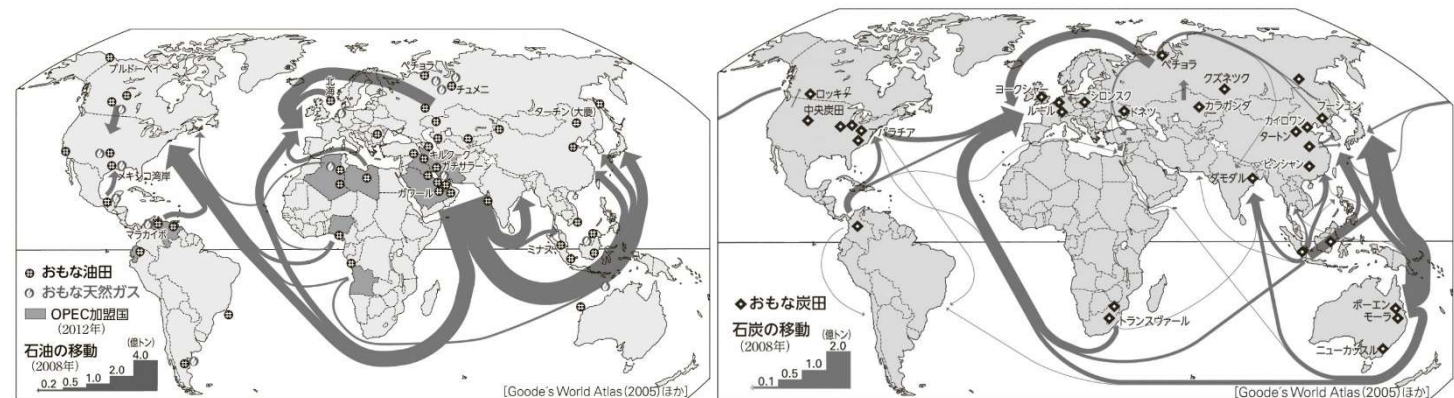 プルドーベイ
北海
ペチョラ
チュメニ
ターチン(大慶)
キルクーク
ガチサラーン
ガワール
メキシコ湾岸
マラカイボ
ミナス
おもな油田
おもな天然ガス
OPEC加盟国
(2012年)
石油の移動
(2008年)
(億トン)
0.2 0.5 1.0 2.0 4.0
[Goode's World Atlas(2005)ほか]
ロッキー
中央炭田
アパラチア
ヨークシャー
ルール
シロンスク
ドネツ
ペチョラ
クズネツク
カラガンダ
フーシュン
カイロワン
タートン
ピンシャン
ダモダル
トランスヴァール
ボーエン
モーラ
ニューカッスル
おもな炭田
石炭の移動
(2008年)
(億トン)
0.1 0.5 1.0 2.0
[Goode's World Atlas(2005)ほか]